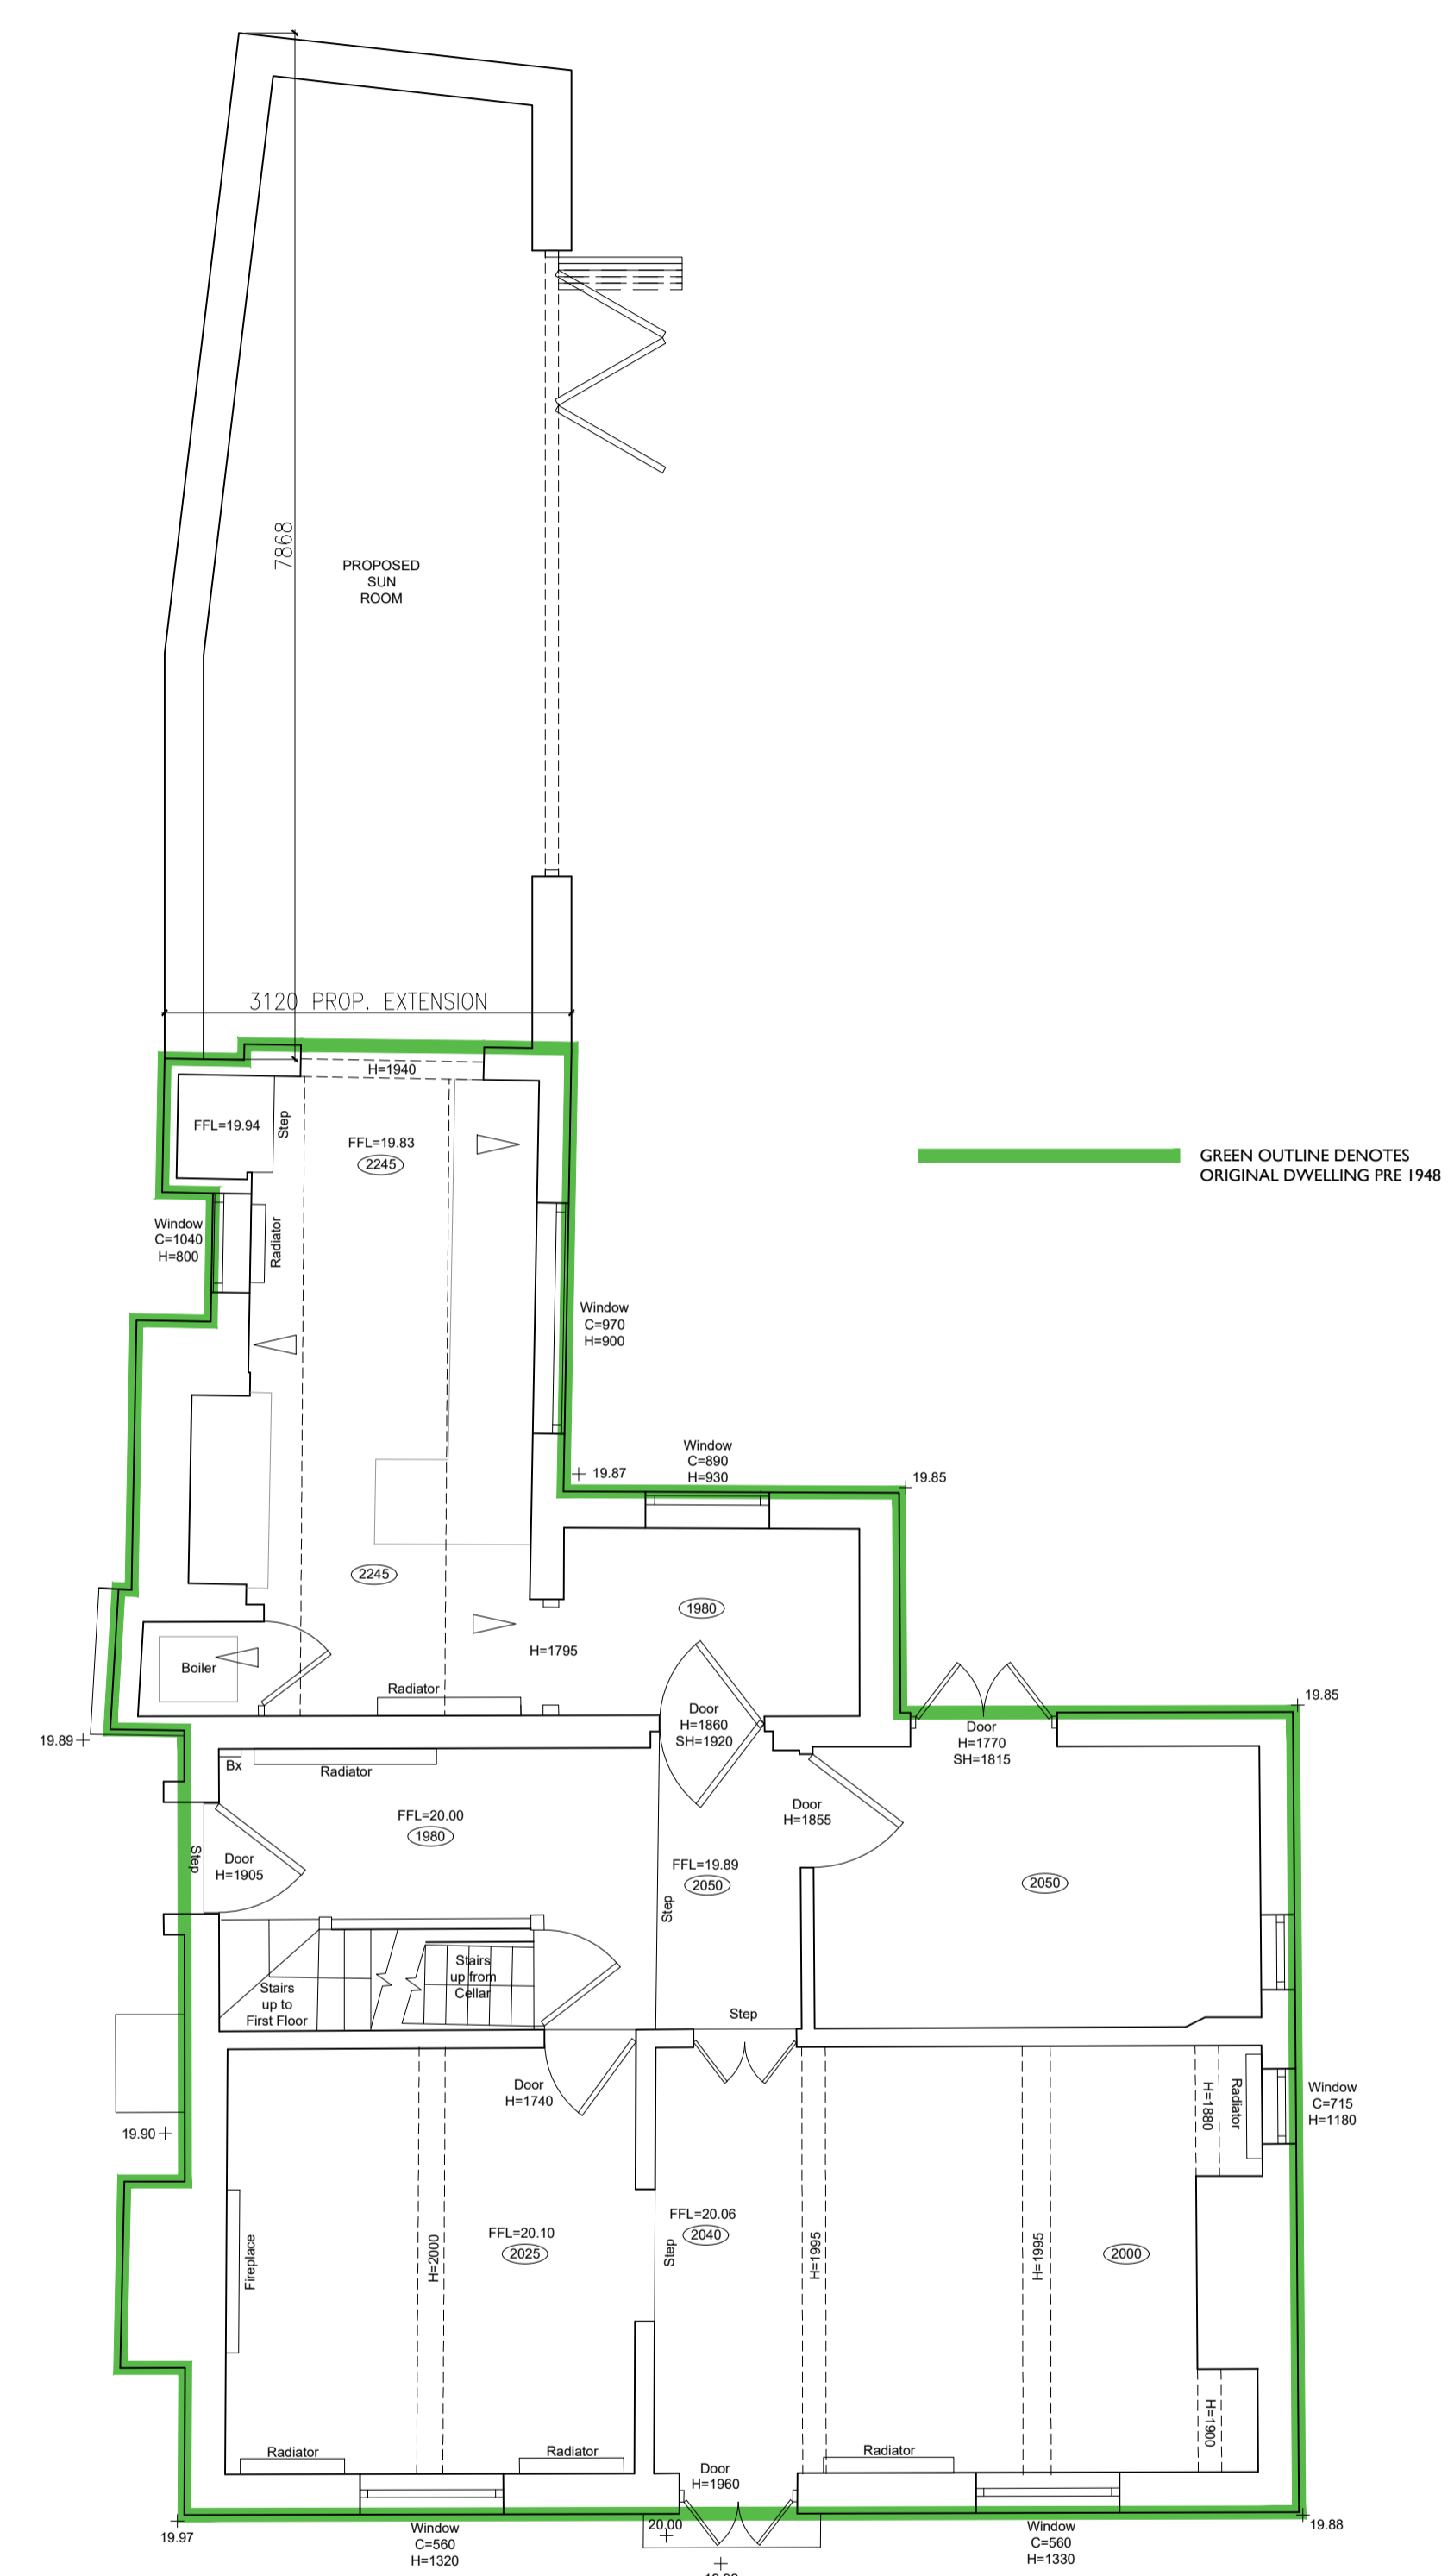 7868
PROPOSED
SUN
ROOM
3120 PROP. EXTENSION
H=1940
FFL=19.94
Step
FFL=19.83
2245
GREEN OUTLINE DENOTES
ORIGINAL DWELLING PRE 1948
Window
C=1040
H=800
Radiator
Window
C=970
H=900
Window
C=890
H=930
19.87
19.85
2245
1980
H=1795
Boiler
Radiator
Door
H=1860
SH=1920
19.85
Door
H=1770
SH=1815
19.89
Bx
Radiator
Door
H=1855
FFL=20.00
1980
Step
Door
H=1905
FFL=19.89
2050
2050
Step
Stairs
up from
Cellar
Stairs
up to
First Floor
Step
Door
H=1740
H=1880
Radiator
Window
C=715
H=1180
19.90
FFL=20.06
2040
FFL=20.10
2025
Fireplace
H=2000
Step
H=1995
H=1995
2000
H=1900
Radiator
Radiator
Radiator
Door
H=1960
19.97
Window
C=560
H=1320
20.00
Window
C=560
H=1330
19.88